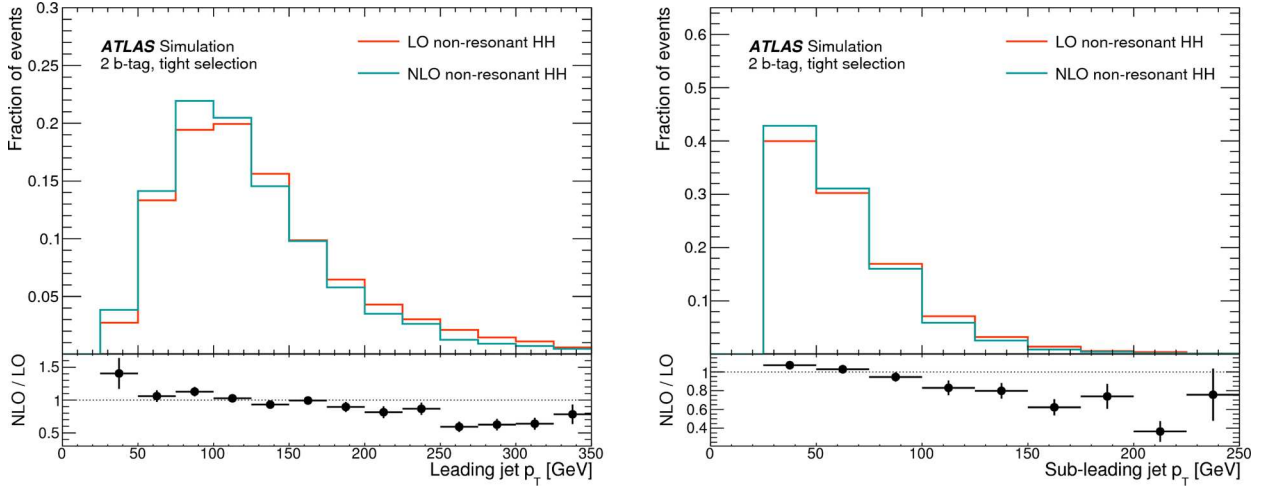 Fraction of events
0.3
0.25
0.2
0.15
0.1
0.05
ATLAS Simulation
2 b-tag, tight selection
LO non-resonant HH
NLO non-resonant HH
NLO / LO
1.5
1
0.5
0 50 100 150 200 250 300 350
Leading jet p_T [GeV]
Fraction of events
0.6
0.5
0.4
0.3
0.2
0.1
ATLAS Simulation
2 b-tag, tight selection
LO non-resonant HH
NLO non-resonant HH
NLO / LO
1
0.8
0.6
0.4
0 50 100 150 200 250
Sub-leading jet p_T [GeV]